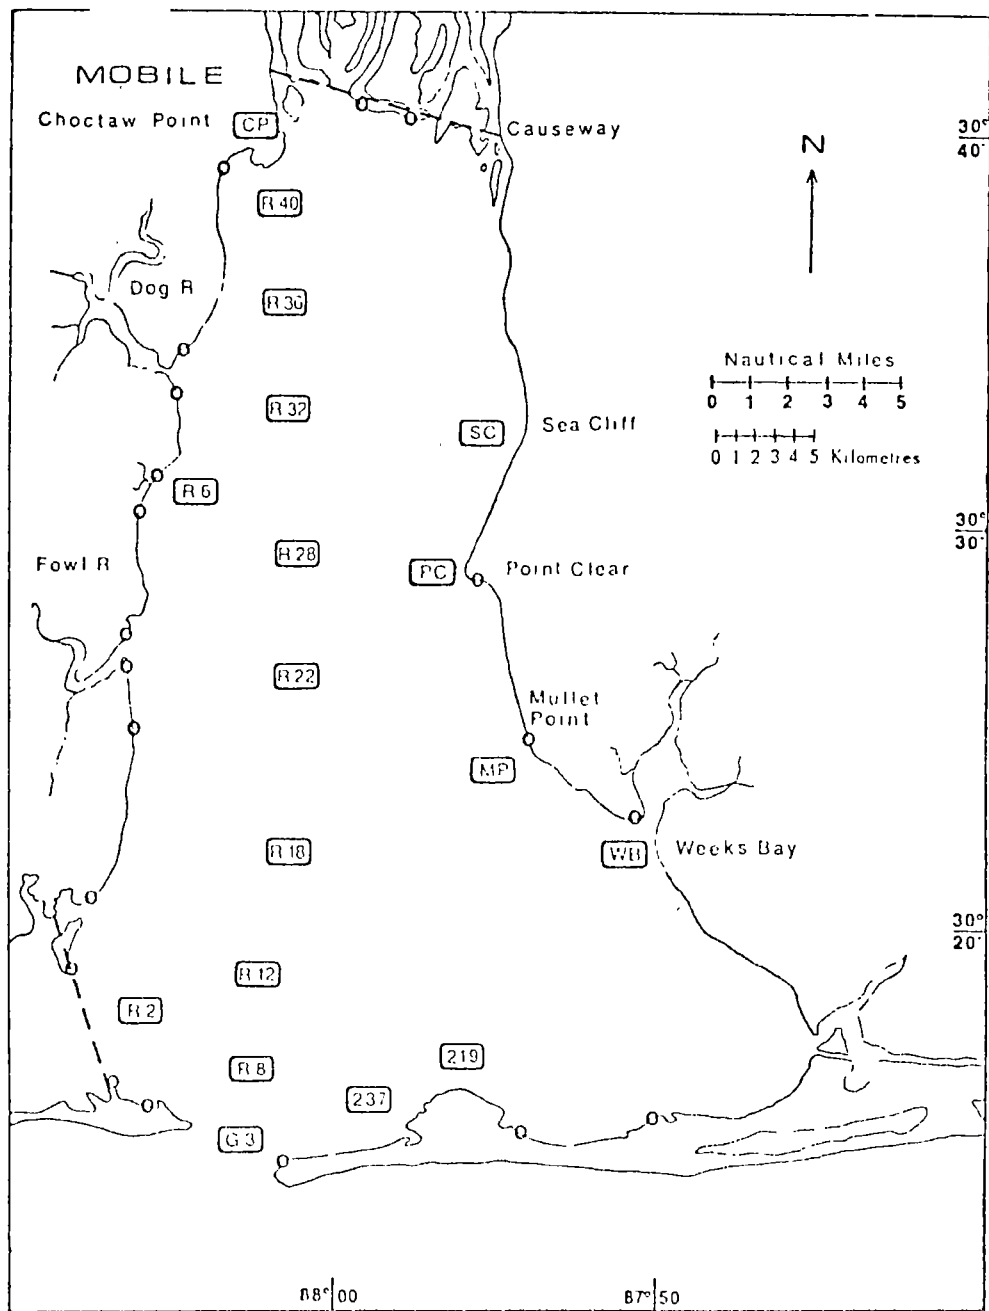 MOBILE
Choctaw Point
CP
Causeway
30°
40'
N
R 40
Dog R
R 36
Nautical Miles
0 1 2 3 4 5
R 32
SC
Sea Cliff
0 1 2 3 4 5 Kilometres
R 6
30°
30'
Fowl R
R 28
PC
Point Clear
R 22
Mullet
Point
MP
R 18
WB
Weeks Bay
30°
20'
R 12
R 2
219
R 8
237
G 3
88° 00
87° 50